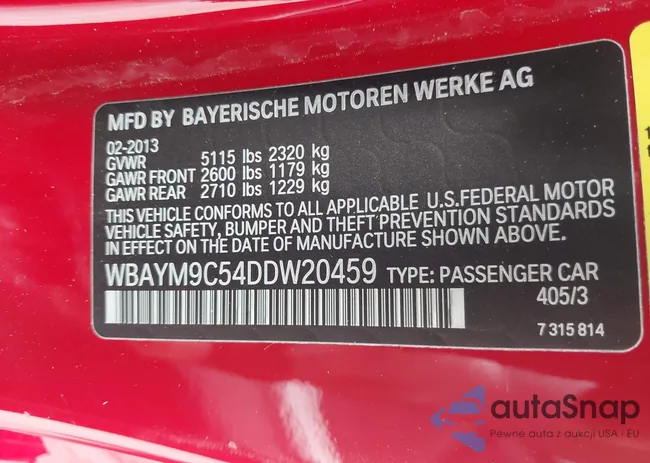 MFD BY BAYERISCHE MOTOREN WERKE AG
02-2013
GVWR 5115 lbs 2320 kg
GAWR FRONT 2600 lbs 1179 kg
GAWR REAR 2710 lbs 1229 kg
THIS VEHICLE CONFORMS TO ALL APPLICABLE U.S.FEDERAL MOTOR
VEHICLE SAFETY, BUMPER AND THEFT PREVENTION STANDARDS
IN EFFECT ON THE DATE OF MANUFACTURE SHOWN ABOVE.
WBAYM9C54DDW20459 TYPE: PASSENGER CAR
405/3
7 315 814
autaSnap
Pewne auta z aukcji USA - EU